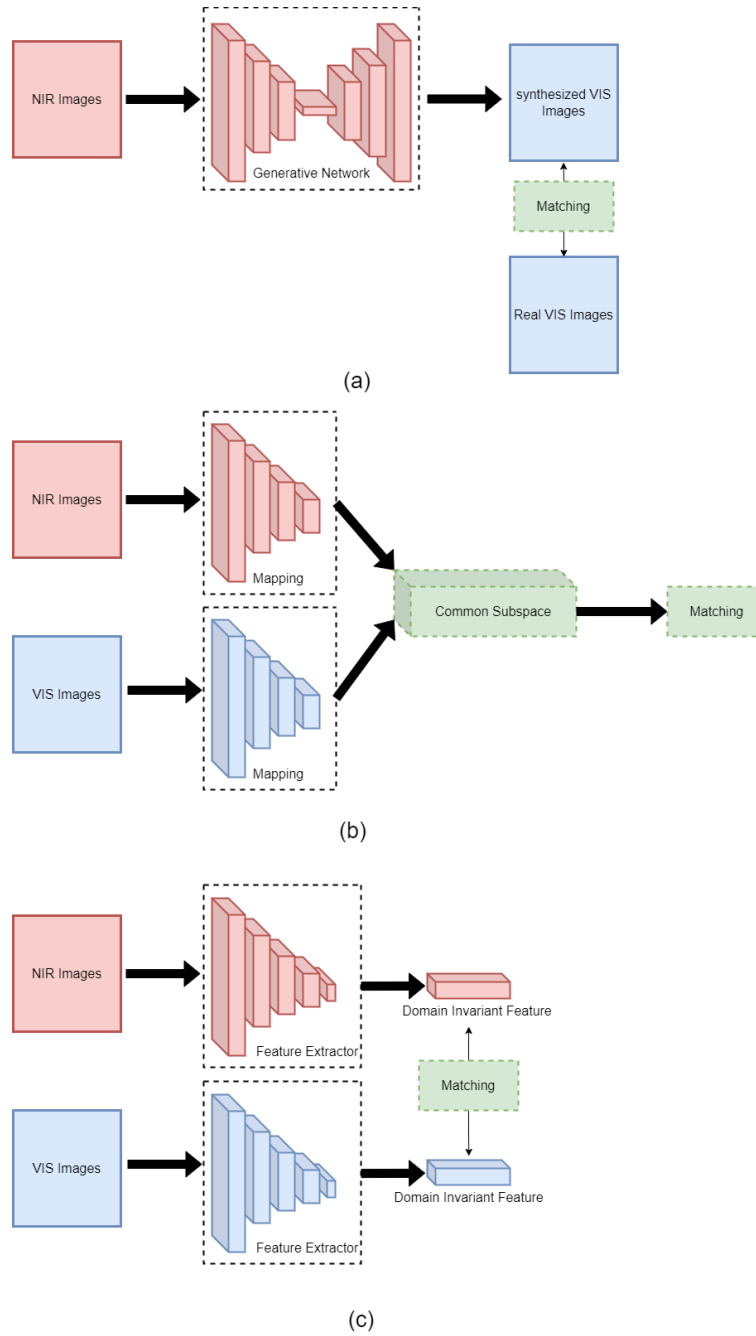 NIR Images
Generative Network
synthesized VIS
Images
Matching
Real VIS Images
(a)
NIR Images
Mapping
Common Subspace
Matching
VIS Images
Mapping
(b)
NIR Images
Feature Extractor
Domain Invariant Feature
Matching
VIS Images
Feature Extractor
Domain Invariant Feature
(c)